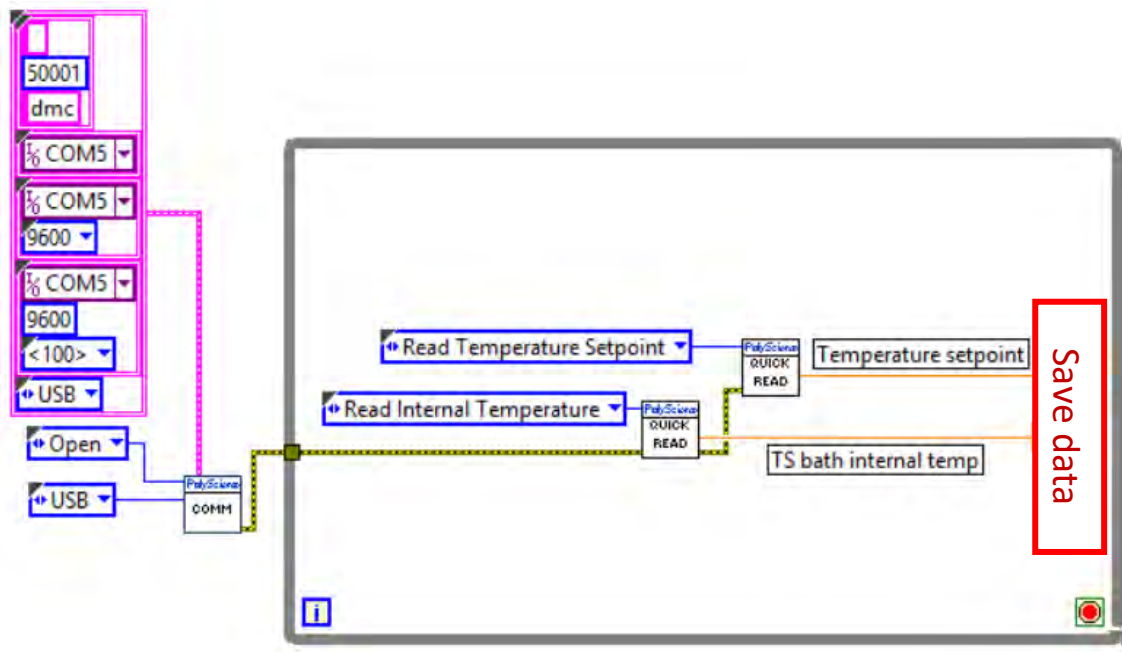 50001
dmc
I/O COM5
I/O COM5
9600
I/O COM5
9600
<100>
USB
Open
USB
PolyScience
COMM
Read Temperature Setpoint
PolyScience
QUICK
READ
Temperature setpoint
Read Internal Temperature
PolyScience
QUICK
READ
TS bath internal temp
Save data
i